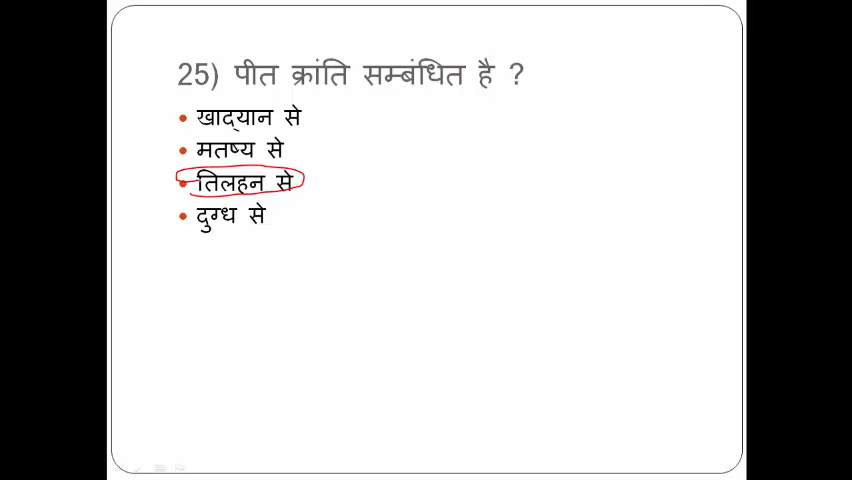 25) पीत क्रांति सम्बंधित है ?
• खाद्यान से
• मतष्य से
• तिलहन से
• दुग्ध से